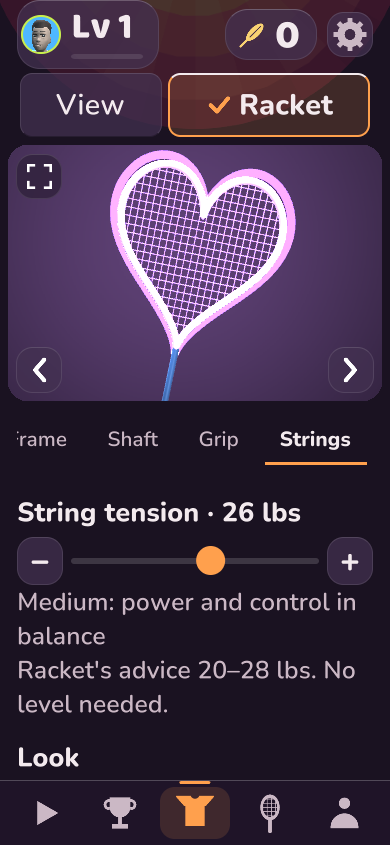 Lv 1
0
View
Racket
Frame
Shaft
Grip
Strings
String tension · 26 lbs
Medium: power and control in
balance
Racket's advice 20–28 lbs. No
level needed.
Look